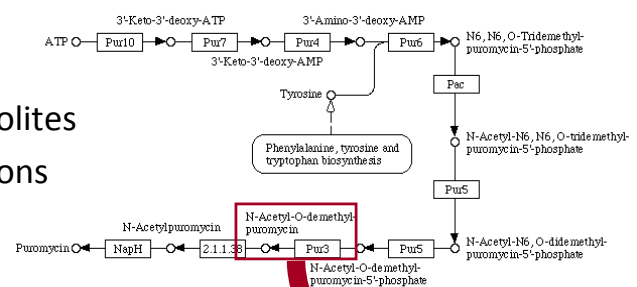 3'-Keto-3'-deoxy-ATP
3'-Amino-3'-deoxy-AMP
ATP
Pur10
Pur7
Pur4
Pur6
N6, N6, O-Tridemethyl-
puromycin-5'-phosphate
3'-Keto-3'-deoxy-AMP
Pac
Tyrosine
olites
Phenylalanine, tyrosine and
tryptophan biosynthesis
N-Acetyl-N6, N6, O-tridemethyl-
puromycin-5'-phosphate
ons
Pur5
N-Acetylpuromycin
N-Acetyl-O-demethyl-
puromycin
Puromycin
NapH
2.1.1.38
Pur3
Pur5
N-Acetyl-N6, O-didemethyl-
puromycin-5'-phosphate
N-Acetyl-O-demethyl-
puromycin-5'-phosphate